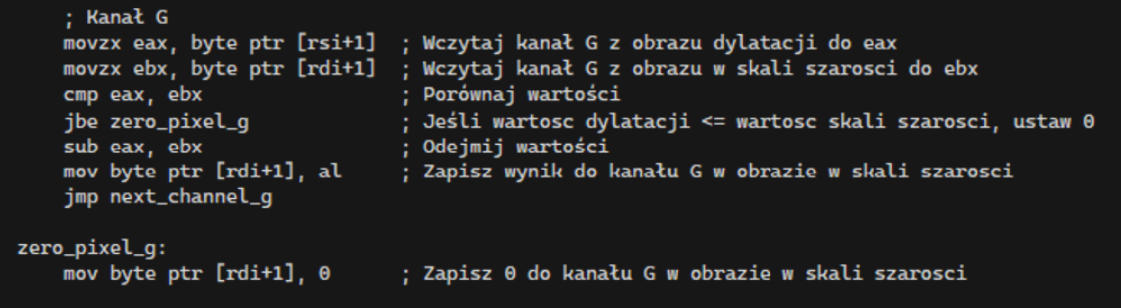 ; Kanał G
movzx eax, byte ptr [rsi+1] ; Wczytaj kanał G z obrazu dylatacji do eax
movzx ebx, byte ptr [rdi+1] ; Wczytaj kanał G z obrazu w skali szarosci do ebx
cmp eax, ebx ; Porównaj wartości
jbe zero_pixel_g ; Jeśli wartosc dylatacji <= wartosc skali szarosci, ustaw 0
sub eax, ebx ; Odejmij wartości
mov byte ptr [rdi+1], al ; Zapisz wynik do kanału G w obrazie w skali szarosci
jmp next_channel_g
zero_pixel_g:
mov byte ptr [rdi+1], 0 ; Zapisz 0 do kanału G w obrazie w skali szarosci